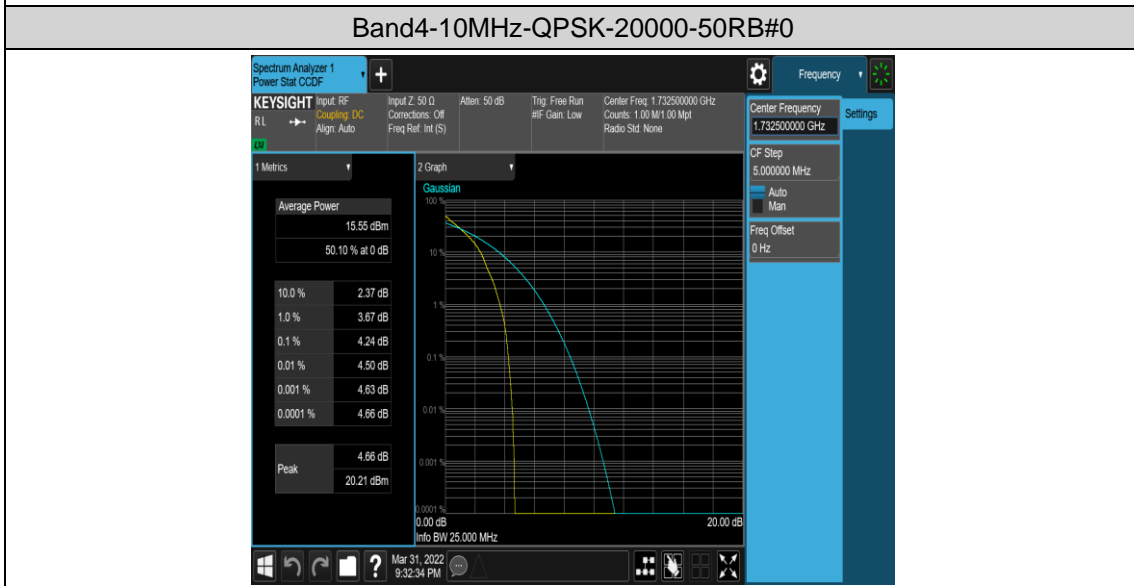 Band4-10MHz-QPSK-20000-50RB#0
Spectrum Analyzer 1
Power Stat CCDF
+
Frequency
KEYSIGHT
RL
Input: RF
Coupling: DC
Align: Auto
Input Z: 50 Ω
Corrections: Off
Freq Ref: Int (S)
Atten: 50 dB
Trig: Free Run
#IF Gain: Low
Center Freq: 1.732500000 GHz
Counts: 1.00 M/1.00 Mpt
Radio Std: None
Center Frequency
1.732500000 GHz
Settings
CF Step
5.000000 MHz
Auto
Man
Freq Offset
0 Hz
1 Metrics
Average Power
15.55 dBm
50.10 % at 0 dB
10.0 % 2.37 dB
1.0 % 3.67 dB
0.1 % 4.24 dB
0.01 % 4.50 dB
0.001 % 4.63 dB
0.0001 % 4.66 dB
Peak
4.66 dB
20.21 dBm
2 Graph
Gaussian
100 %
10 %
1 %
0.1 %
0.01 %
0.001 %
0.0001 %
0.00 dB
20.00 dB
Info BW 25.000 MHz
?
Mar 31, 2022
9:32:34 PM